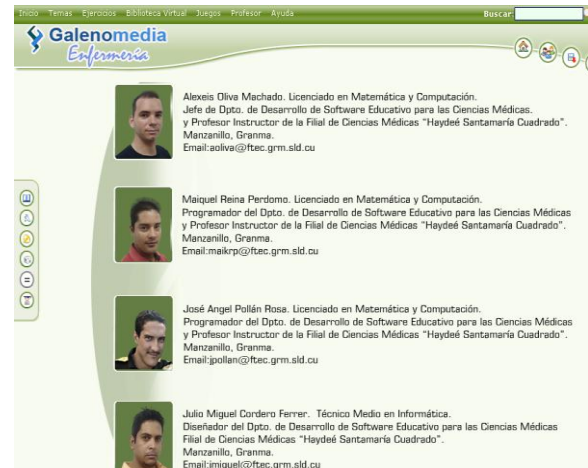 Inicio Temas Ejercicios Biblioteca Virtual Juegos Profesor Ayuda Buscar:
Galenomedia
Enfermería
Alexeis Oliva Machado. Licenciado en Matemática y Computación.
Jefe de Dpto. de Desarrollo de Software Educativo para las Ciencias Médicas.
y Profesor Instructor de la Filial de Ciencias Médicas "Haydeé Santamaría Cuadrado".
Manzanillo, Granma.
Email:aoliva@ftec.grm.sld.cu
Maiquel Reina Perdomo. Licenciado en Matemática y Computación.
Programador del Dpto. de Desarrollo de Software Educativo para las Ciencias Médicas
y Profesor Instructor de la Filial de Ciencias Médicas "Haydeé Santamaría Cuadrado".
Manzanillo, Granma.
Email:maikrp@ftec.grm.sld.cu
José Angel Pollán Rosa. Licenciado en Matemática y Computación.
Programador del Dpto. de Desarrollo de Software Educativo para las Ciencias Médicas
y Profesor Instructor de la Filial de Ciencias Médicas "Haydeé Santamaría Cuadrado".
Manzanillo, Granma.
Email:jpollan@ftec.grm.sld.cu
Julio Miguel Cordero Ferrer. Técnico Medio en Informática.
Diseñador del Dpto. de Desarrollo de Software Educativo para las Ciencias Médicas
Filial de Ciencias Médicas "Haydeé Santamaría Cuadrado".
Manzanillo, Granma.
Email:jmiguel@ftec.grm.sld.cu